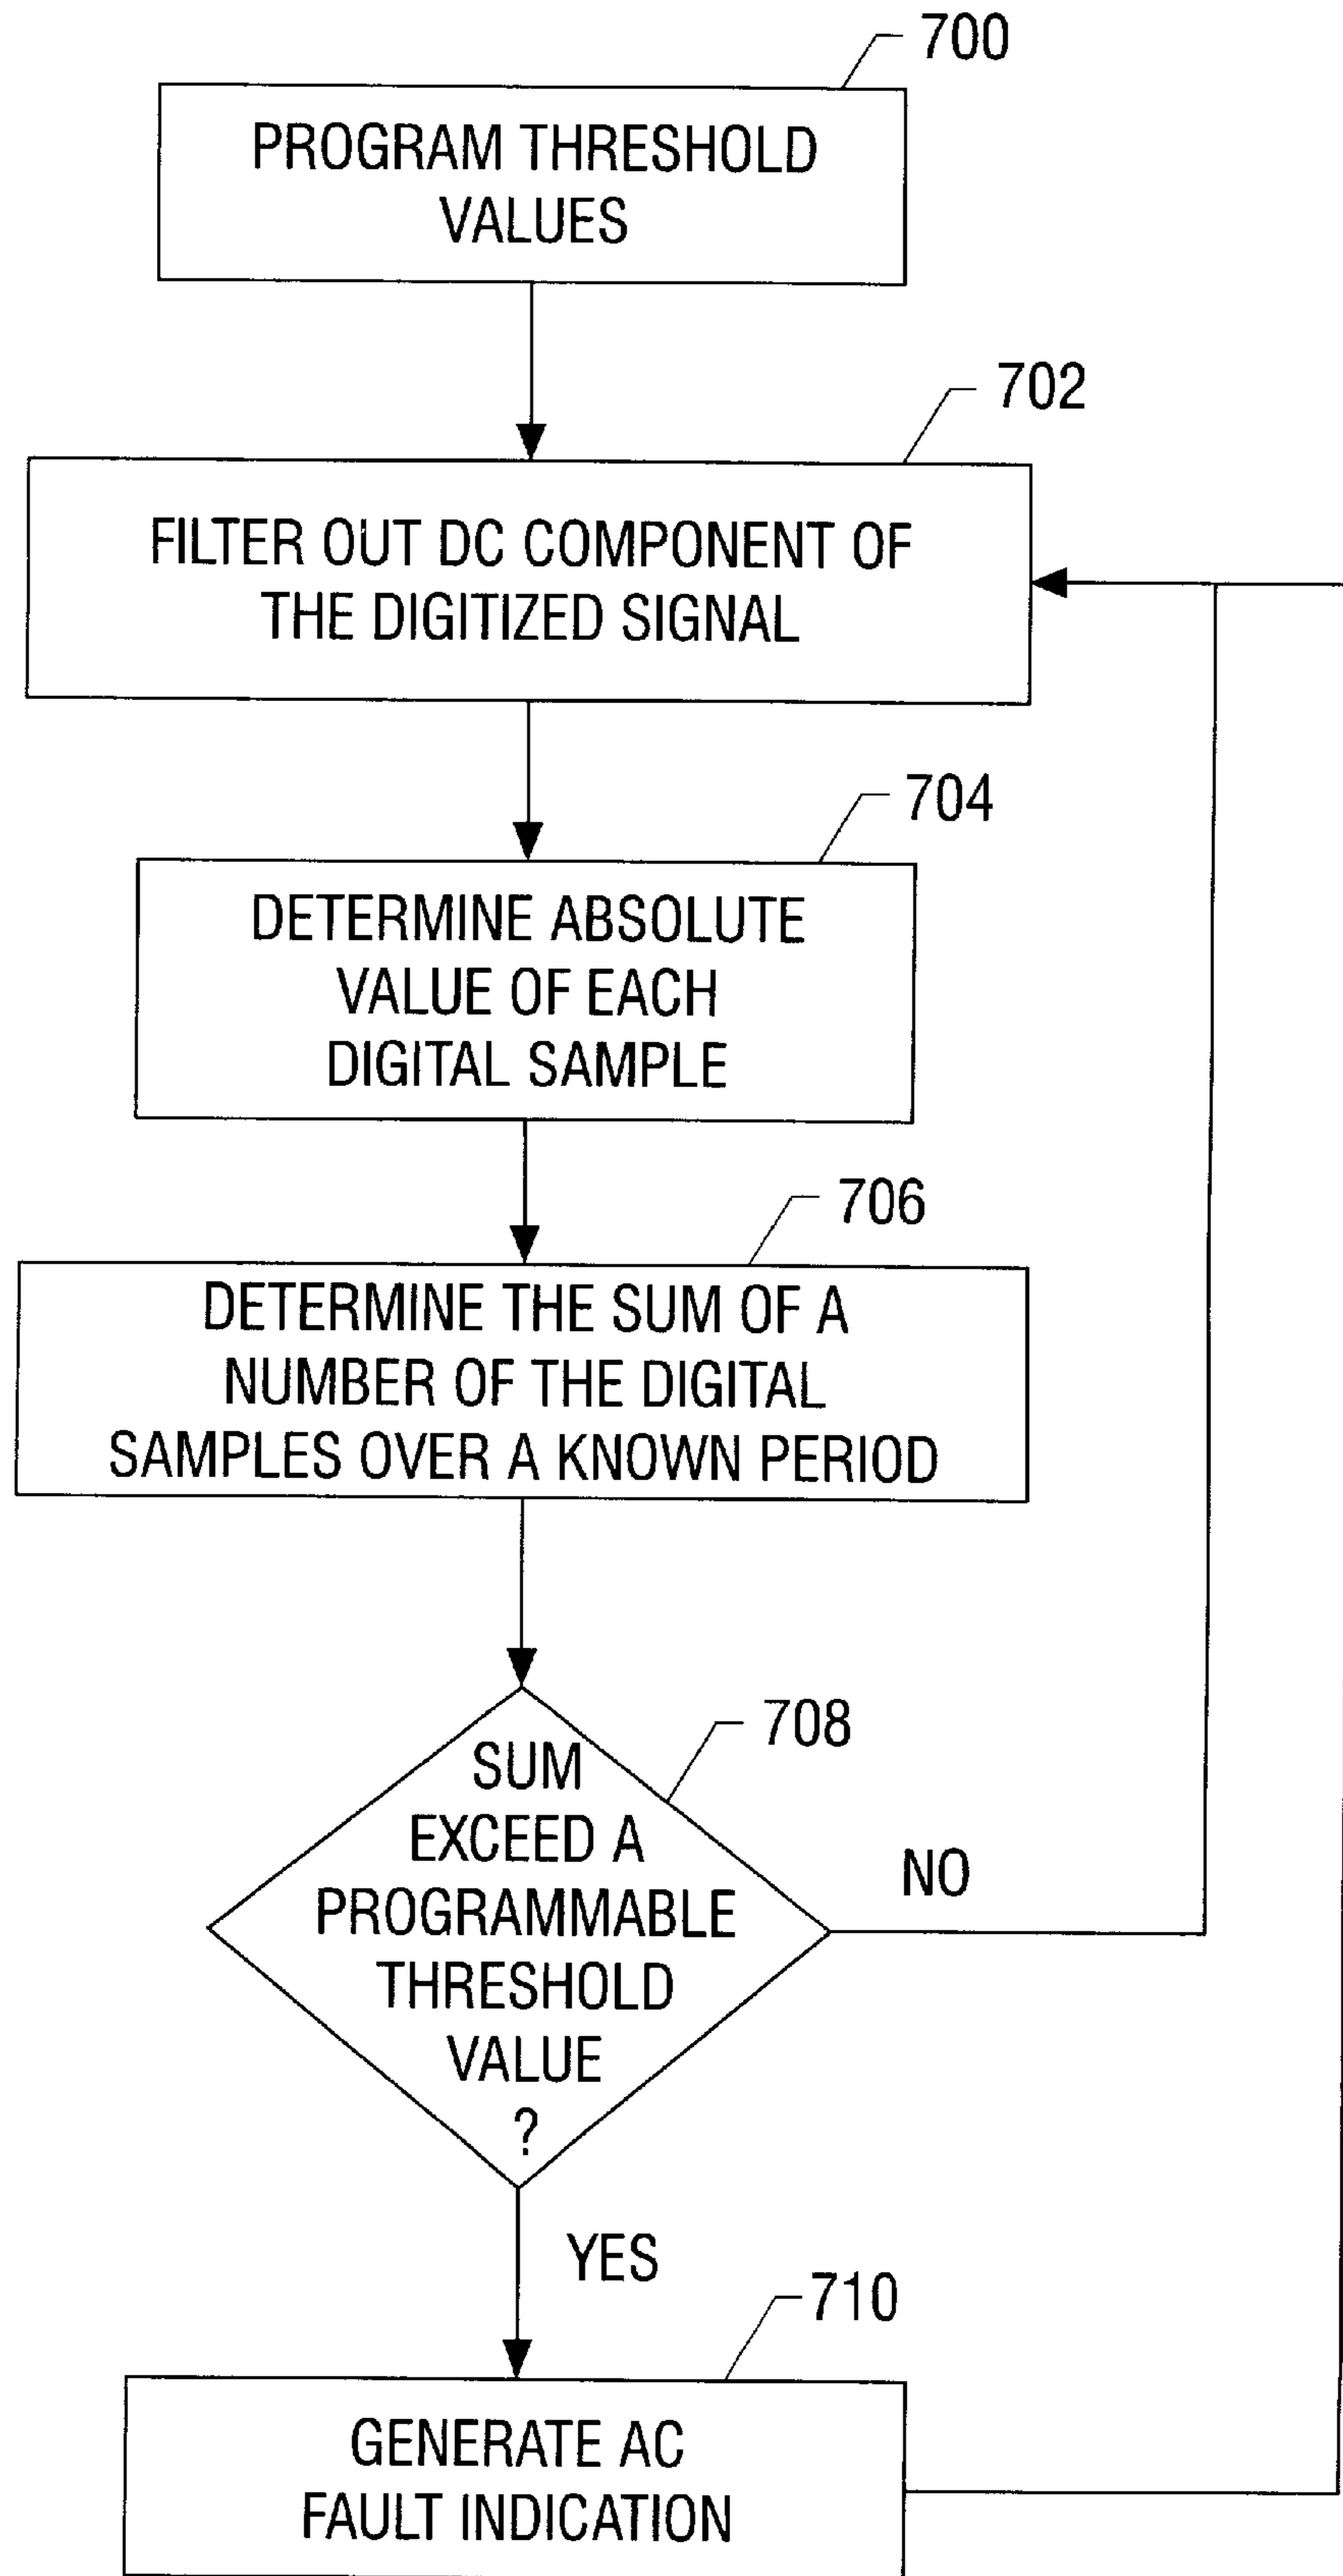 700
PROGRAM THRESHOLD
VALUES
702
FILTER OUT DC COMPONENT OF
THE DIGITIZED SIGNAL
704
DETERMINE ABSOLUTE
VALUE OF EACH
DIGITAL SAMPLE
706
DETERMINE THE SUM OF A
NUMBER OF THE DIGITAL
SAMPLES OVER A KNOWN PERIOD
708
SUM
EXCEED A
PROGRAMMABLE
THRESHOLD
VALUE
?
NO
YES
710
GENERATE AC
FAULT INDICATION